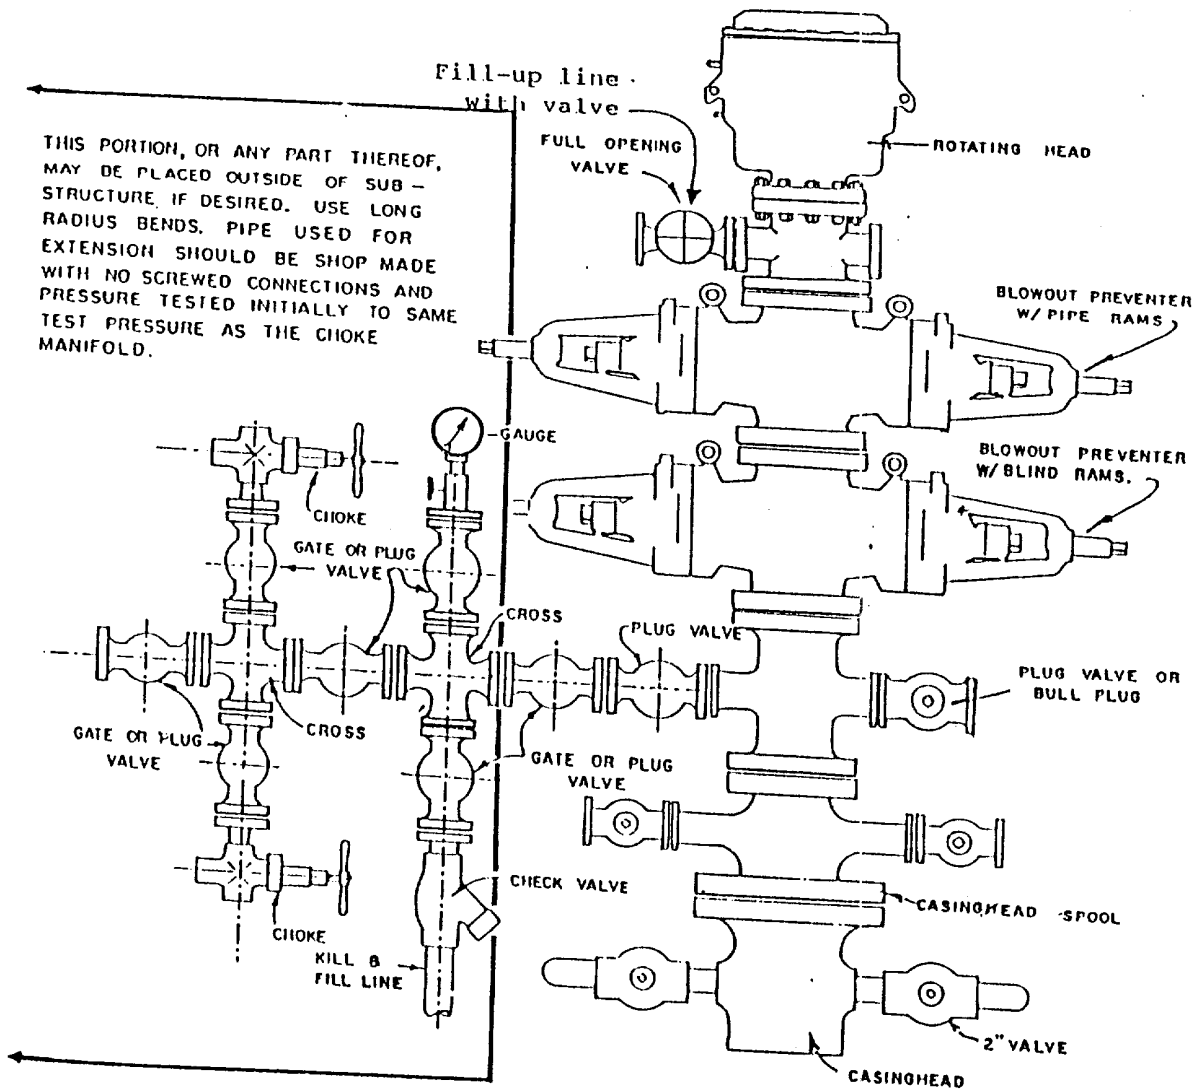 Fill-up line
with valve
FULL OPENING
VALVE
ROTATING HEAD
THIS PORTION, OR ANY PART THEREOF,
MAY BE PLACED OUTSIDE OF SUB-
STRUCTURE IF DESIRED. USE LONG
RADIUS BENDS. PIPE USED FOR
EXTENSION SHOULD BE SHOP MADE
WITH NO SCREWED CONNECTIONS AND
PRESSURE TESTED INITIALLY TO SAME
TEST PRESSURE AS THE CHOKE
MANIFOLD.
BLOWOUT PREVENTER
W/ PIPE RAMS
GAUGE
BLOWOUT PREVENTER
W/ BLIND RAMS.
CHOKE
GATE OR PLUG
VALVE
CROSS
PLUG VALVE
PLUG VALVE OR
BULL PLUG
GATE OR PLUG
VALVE
CROSS
GATE OR PLUG
VALVE
CHECK VALVE
CASINGHEAD SPOOL
CHOKE
KILL &
FILL LINE
2" VALVE
CASINGHEAD